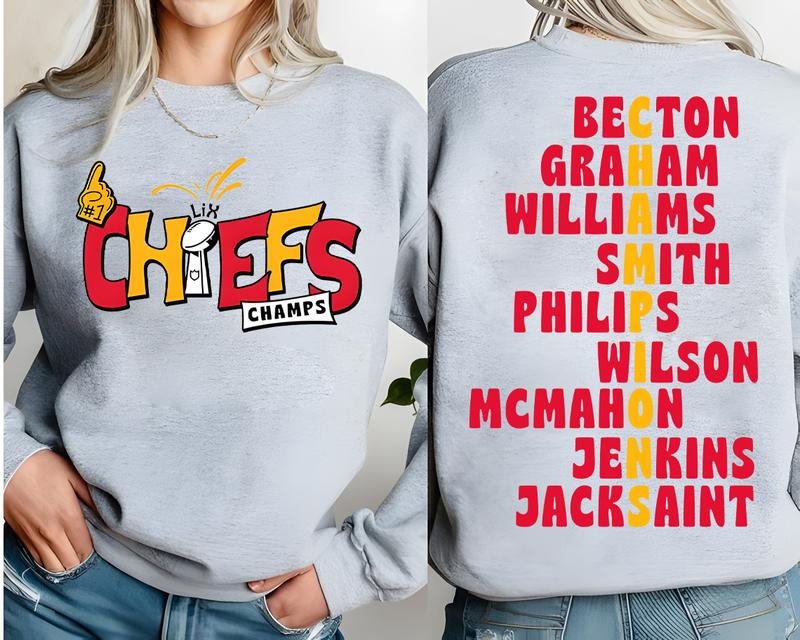 #1
LIX
CHIEFS
CHAMPS
BECTON
GRAHAM
WILLIAMS
SMITH
PHILIPS
WILSON
MCMAHON
JENKINS
JACKSAINT